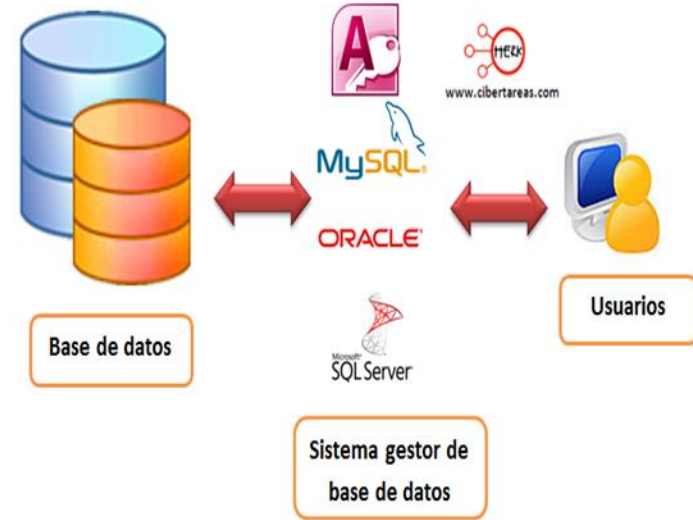 A
HERK
www.cibertareas.com
MySQL®
ORACLE®
Base de datos
Usuarios
Microsoft®
SQL Server®
Sistema gestor de
base de datos